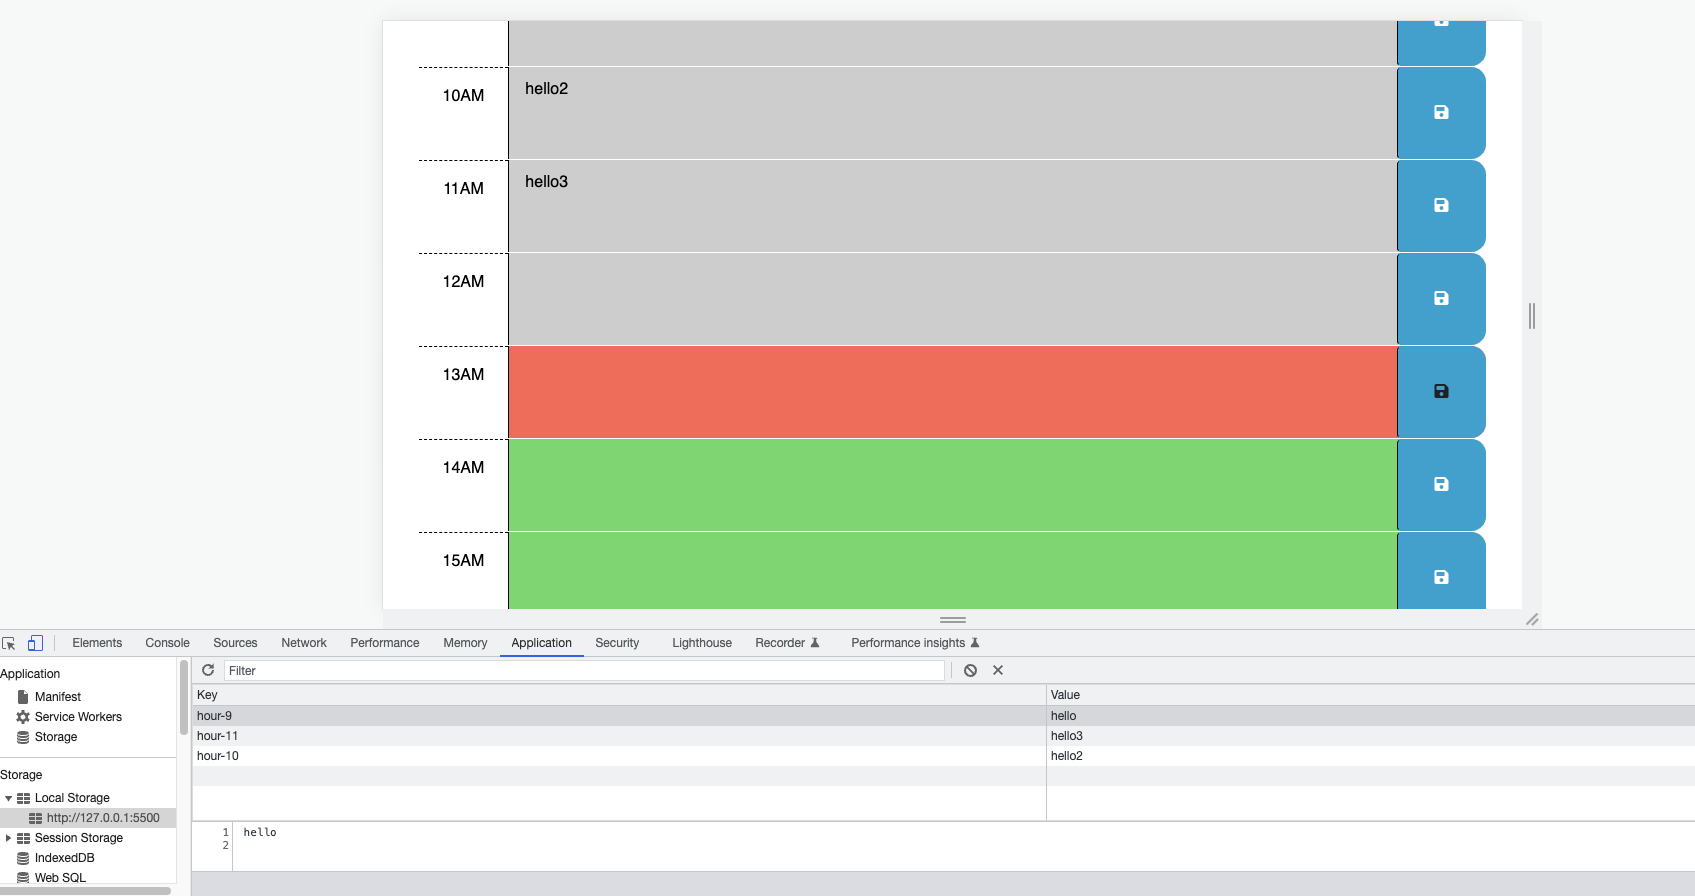 10AM hello2
11AM hello3
12AM
13AM
14AM
15AM
Elements Console Sources Network Performance Memory Application Security Lighthouse Recorder Performance insights
Application
Manifest
Service Workers
Storage
Storage
Local Storage
http://127.0.0.1:5500
Session Storage
IndexedDB
Web SQL
Filter
Key Value
hour-9 hello
hour-11 hello3
hour-10 hello2
1 hello
2